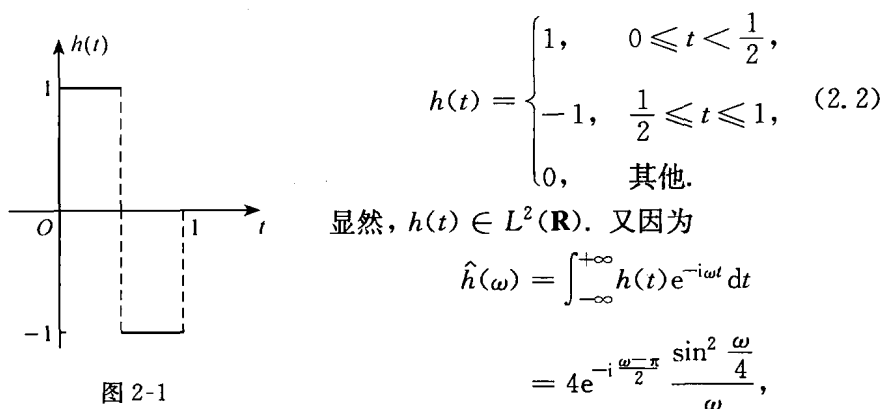 h(t)
1
O
1
t
−1
图 2-1
h(t) = { 1, 0 ⩽ t < 1/2,
−1, 1/2 ⩽ t ⩽ 1, (2.2)
0, 其他.
显然, h(t) ∈ L²(R). 又因为
ĥ(ω) = ∫_{−∞}^{+∞} h(t)e^{−iωt} dt
= 4e^{−i (ω−π)/2} (sin² (ω/4))/ω,